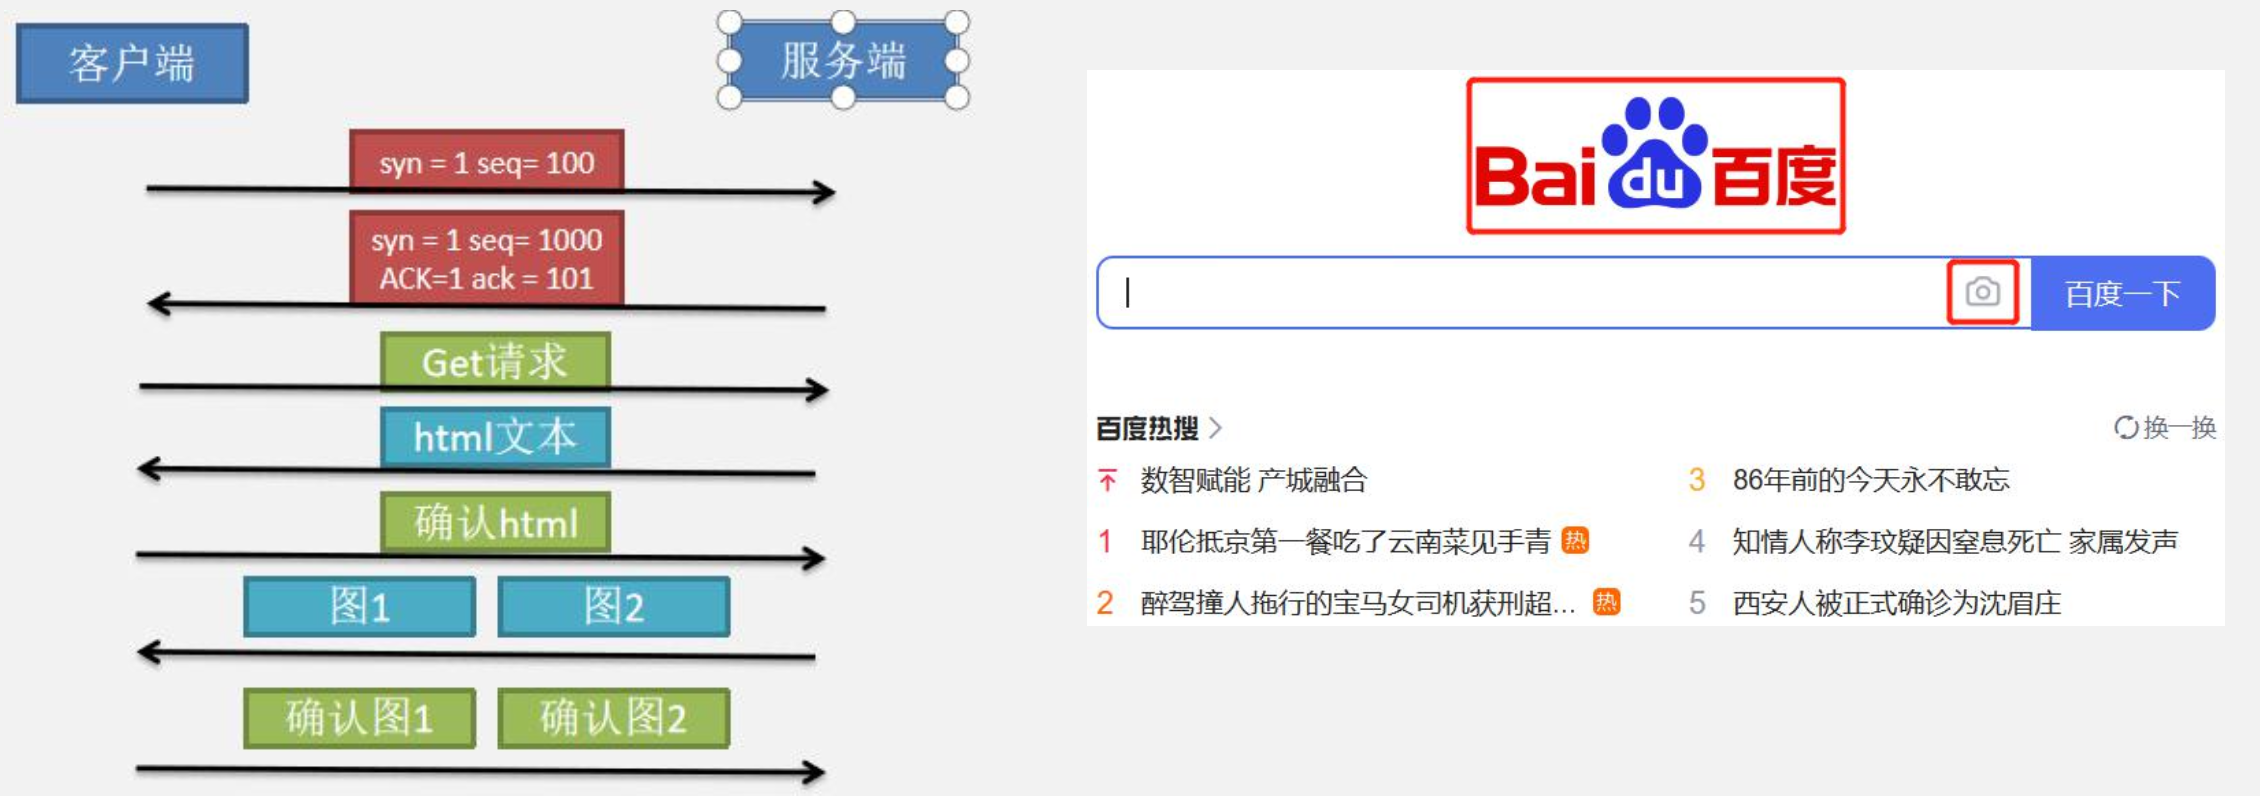 客户端
服务端
syn = 1 seq= 100
syn = 1 seq= 1000
ACK=1 ack = 101
Get请求
html文本
确认html
图1
图2
确认图1
确认图2
Bai du 百度
百度一下
百度热搜
换一换
数智赋能 产城融合
1 耶伦抵京第一餐吃了云南菜见手青 热
2 醉驾撞人拖行的宝马女司机获刑超... 热
3 86年前的今天永不敢忘
4 知情人称李玟疑因窒息死亡 家属发声
5 西安人被正式确诊为沈眉庄